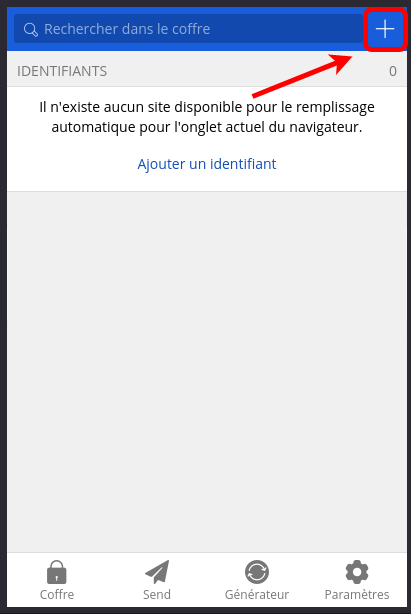 Rechercher dans le coffre
IDENTIFIANTS 0
Il n'existe aucun site disponible pour le remplissage
automatique pour l'onglet actuel du navigateur.
Ajouter un identifiant
Coffre Send Générateur Paramètres